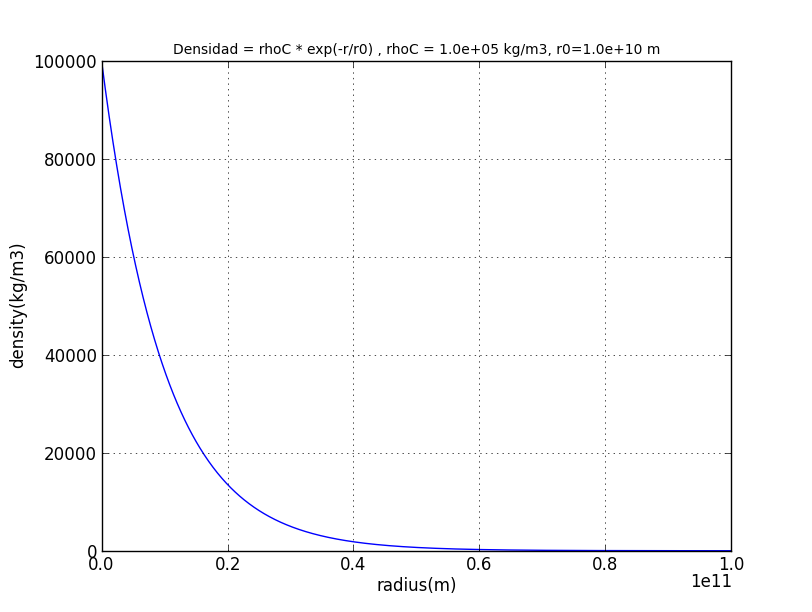 Densidad = rhoC * exp(-r/r0) , rhoC = 1.0e+05 kg/m3, r0=1.0e+10 m
100000
80000
60000
40000
20000
0
density(kg/m3)
0.0 0.2 0.4 0.6 0.8 1.0
1e11
radius(m)